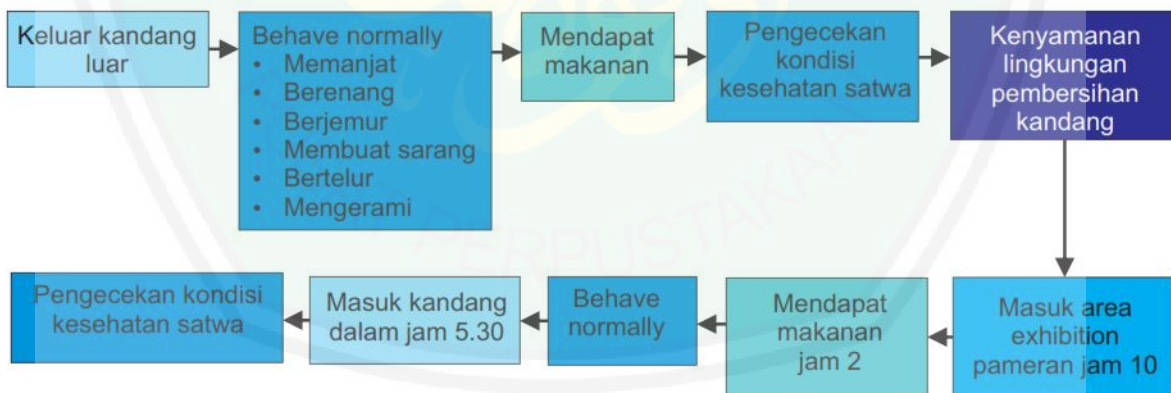 Keluar kandang
luar
Behave normally
• Memanjat
• Berenang
• Berjemur
• Membuat sarang
• Bertelur
• Mengerami
Mendapat
makanan
Pengecekan
kondisi
kesehatan satwa
Kenyamanan
lingkungan
pembersihan
kandang
Masuk area
exhibition
pameran jam 10
Mendapat
makanan
jam 2
Behave
normally
Masuk kandang
dalam jam 5.30
Pengecekan kondisi
kesehatan satwa
PERPUSTAKAAN